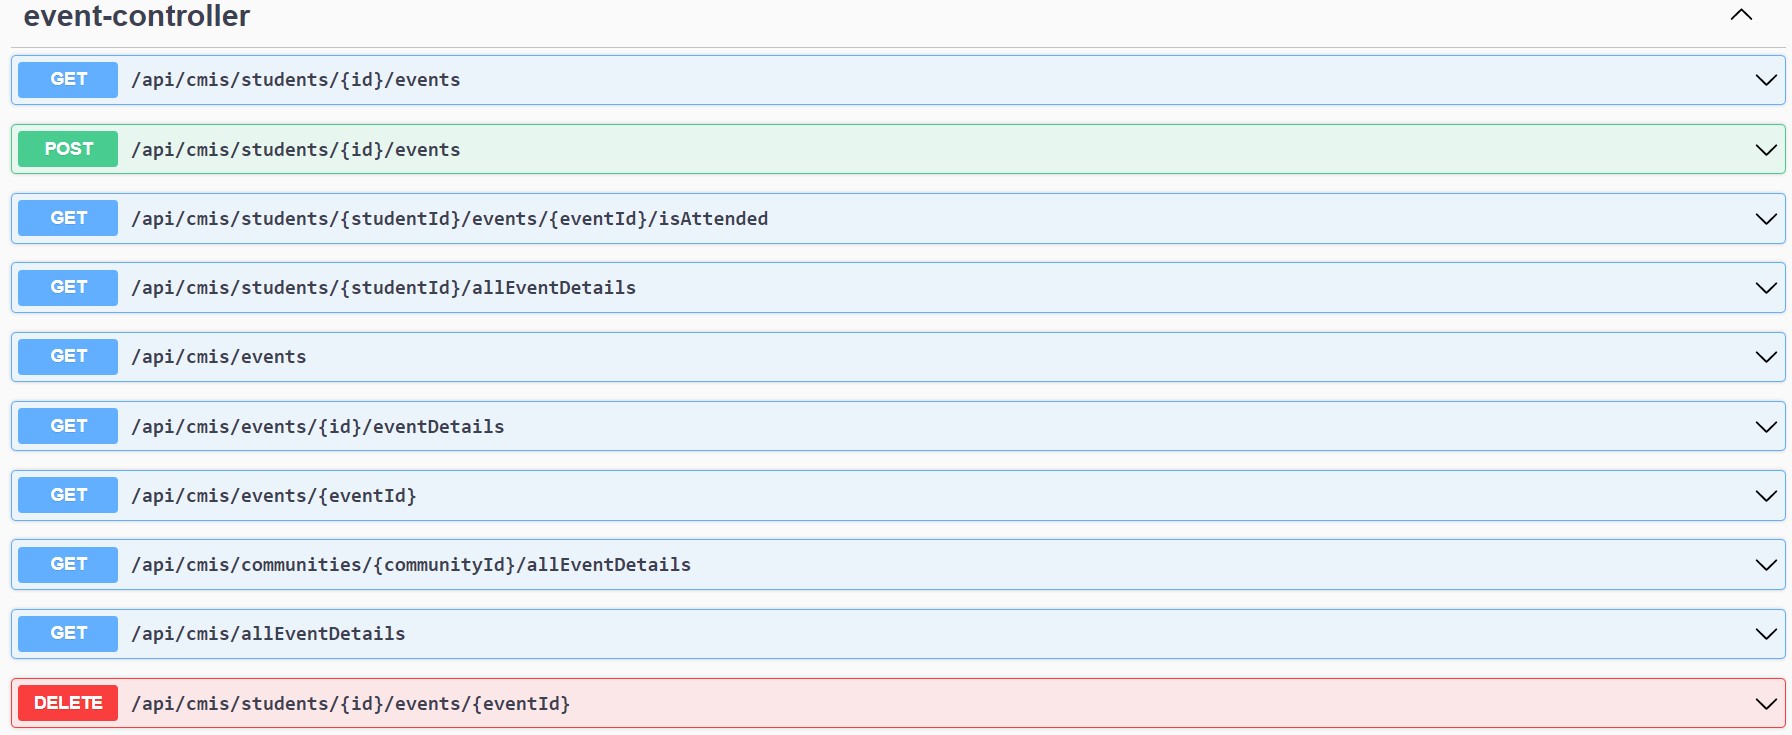 event-controller
GET /api/cmis/students/{id}/events
POST /api/cmis/students/{id}/events
GET /api/cmis/students/{studentId}/events/{eventId}/isAttended
GET /api/cmis/students/{studentId}/allEventDetails
GET /api/cmis/events
GET /api/cmis/events/{id}/eventDetails
GET /api/cmis/events/{eventId}
GET /api/cmis/communities/{communityId}/allEventDetails
GET /api/cmis/allEventDetails
DELETE /api/cmis/students/{id}/events/{eventId}